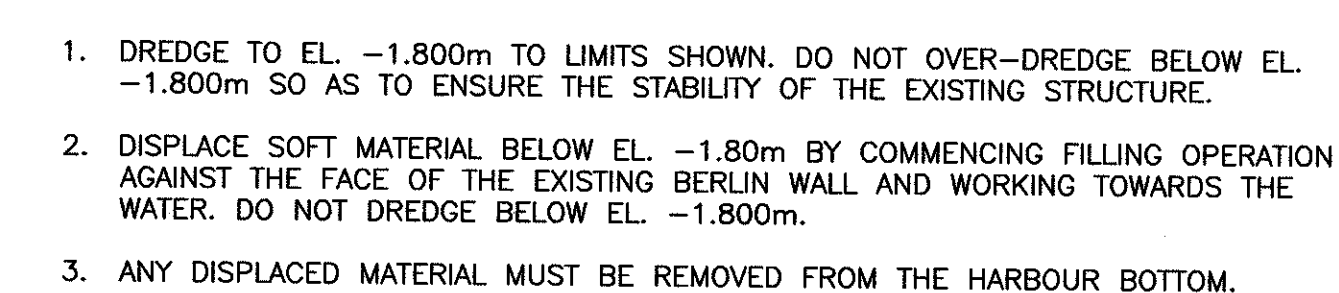 1. DREDGE TO EL. −1.800m TO LIMITS SHOWN. DO NOT OVER−DREDGE BELOW EL.
−1.800m SO AS TO ENSURE THE STABILITY OF THE EXISTING STRUCTURE.
2. DISPLACE SOFT MATERIAL BELOW EL. −1.80m BY COMMENCING FILLING OPERATION
AGAINST THE FACE OF THE EXISTING BERLIN WALL AND WORKING TOWARDS THE
WATER. DO NOT DREDGE BELOW EL. −1.800m.
3. ANY DISPLACED MATERIAL MUST BE REMOVED FROM THE HARBOUR BOTTOM.